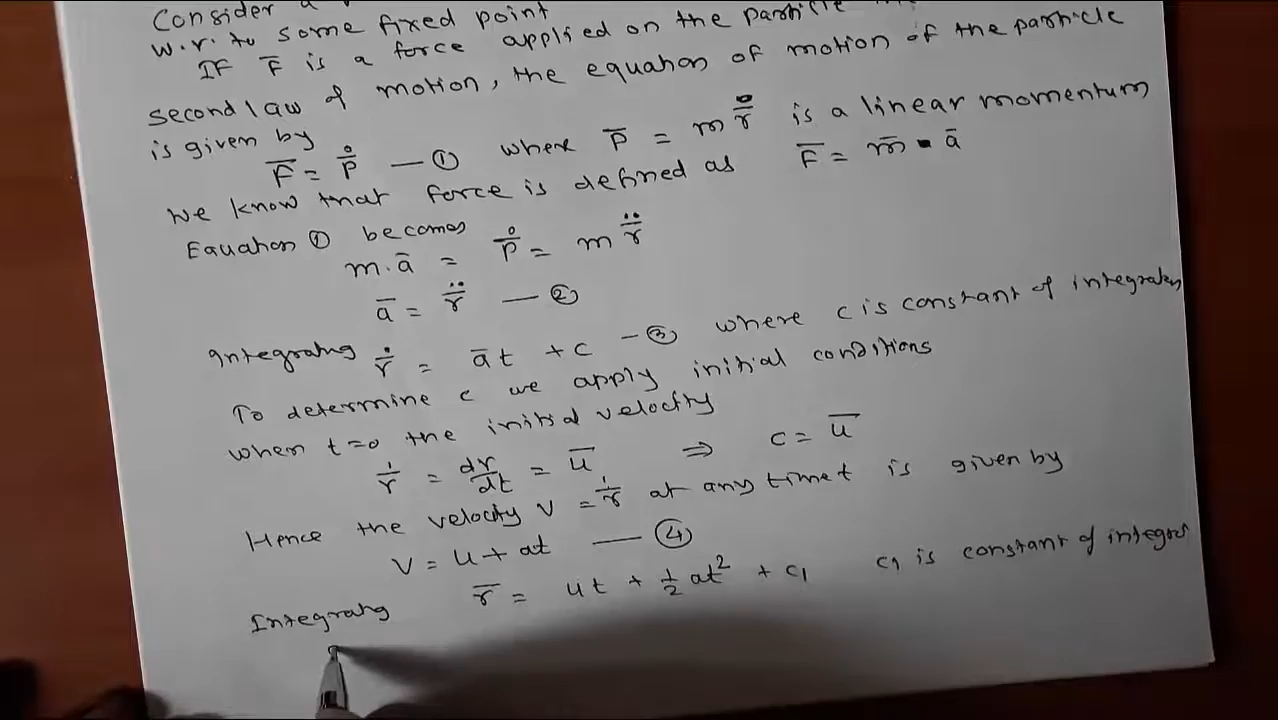 Consider a
w.r. to some fixed point
If F̅ is a force applied on the particle
second law of motion, the equation of motion of the particle
is given by
F̅ = ṗ̅ — ① where p̅ = m ṙ̅ is a linear momentum
We know that force is defined as F̅ = m̅ . a̅
Equation ① becomes
m.a̅ = ṗ̅ = m r̈̅
a̅ = r̈̅ — ②
Integrating ṙ̅ = a̅t + c — ③ where c is constant of integration
To determine c we apply initial conditions
when t=0 the initial velocity
ṙ̅ = dr/dt = u̅ ⇒ c = u̅
Hence the velocity v = ṙ̅ at any time t is given by
v = u + at — ④
Integrating r̅ = ut + ½ at² + c₁ c₁ is constant of integra